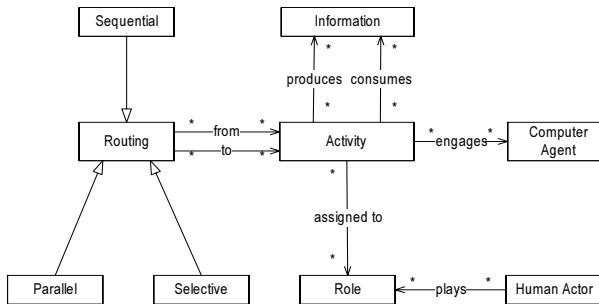 Sequential
Information
* *
produces consumes
* *
Routing
* from *
* to *
Activity
* engages *
Computer
Agent
*
assigned to
*
Parallel
Selective
Role
* plays *
Human Actor